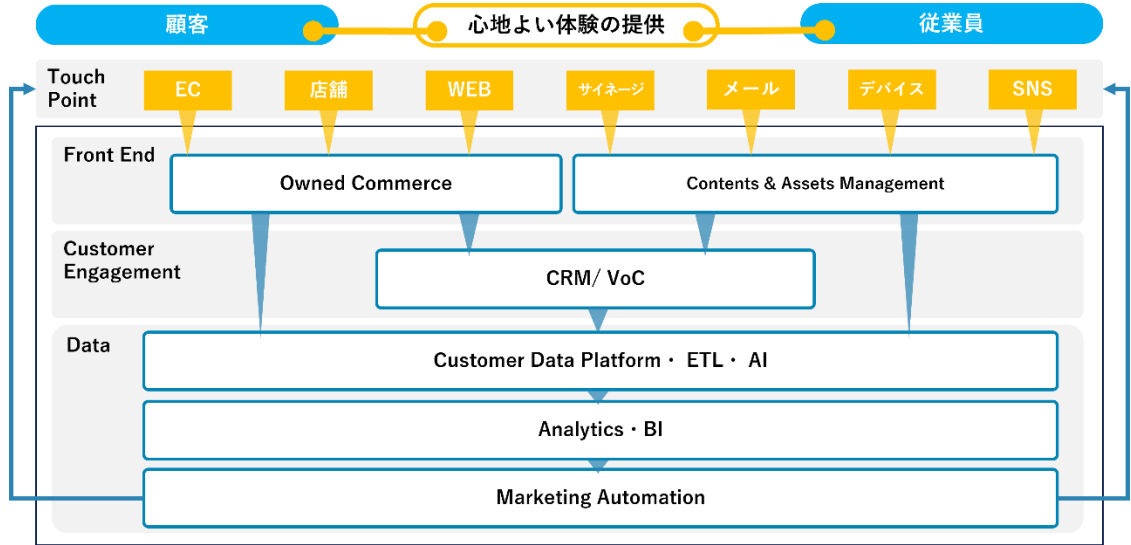 顧客
心地よい体験の提供
従業員
Touch
Point
EC
店舗
WEB
サイネージ
メール
デバイス
SNS
Front End
Owned Commerce
Contents & Assets Management
Customer
Engagement
CRM/ VoC
Data
Customer Data Platform・ ETL・ AI
Analytics・BI
Marketing Automation